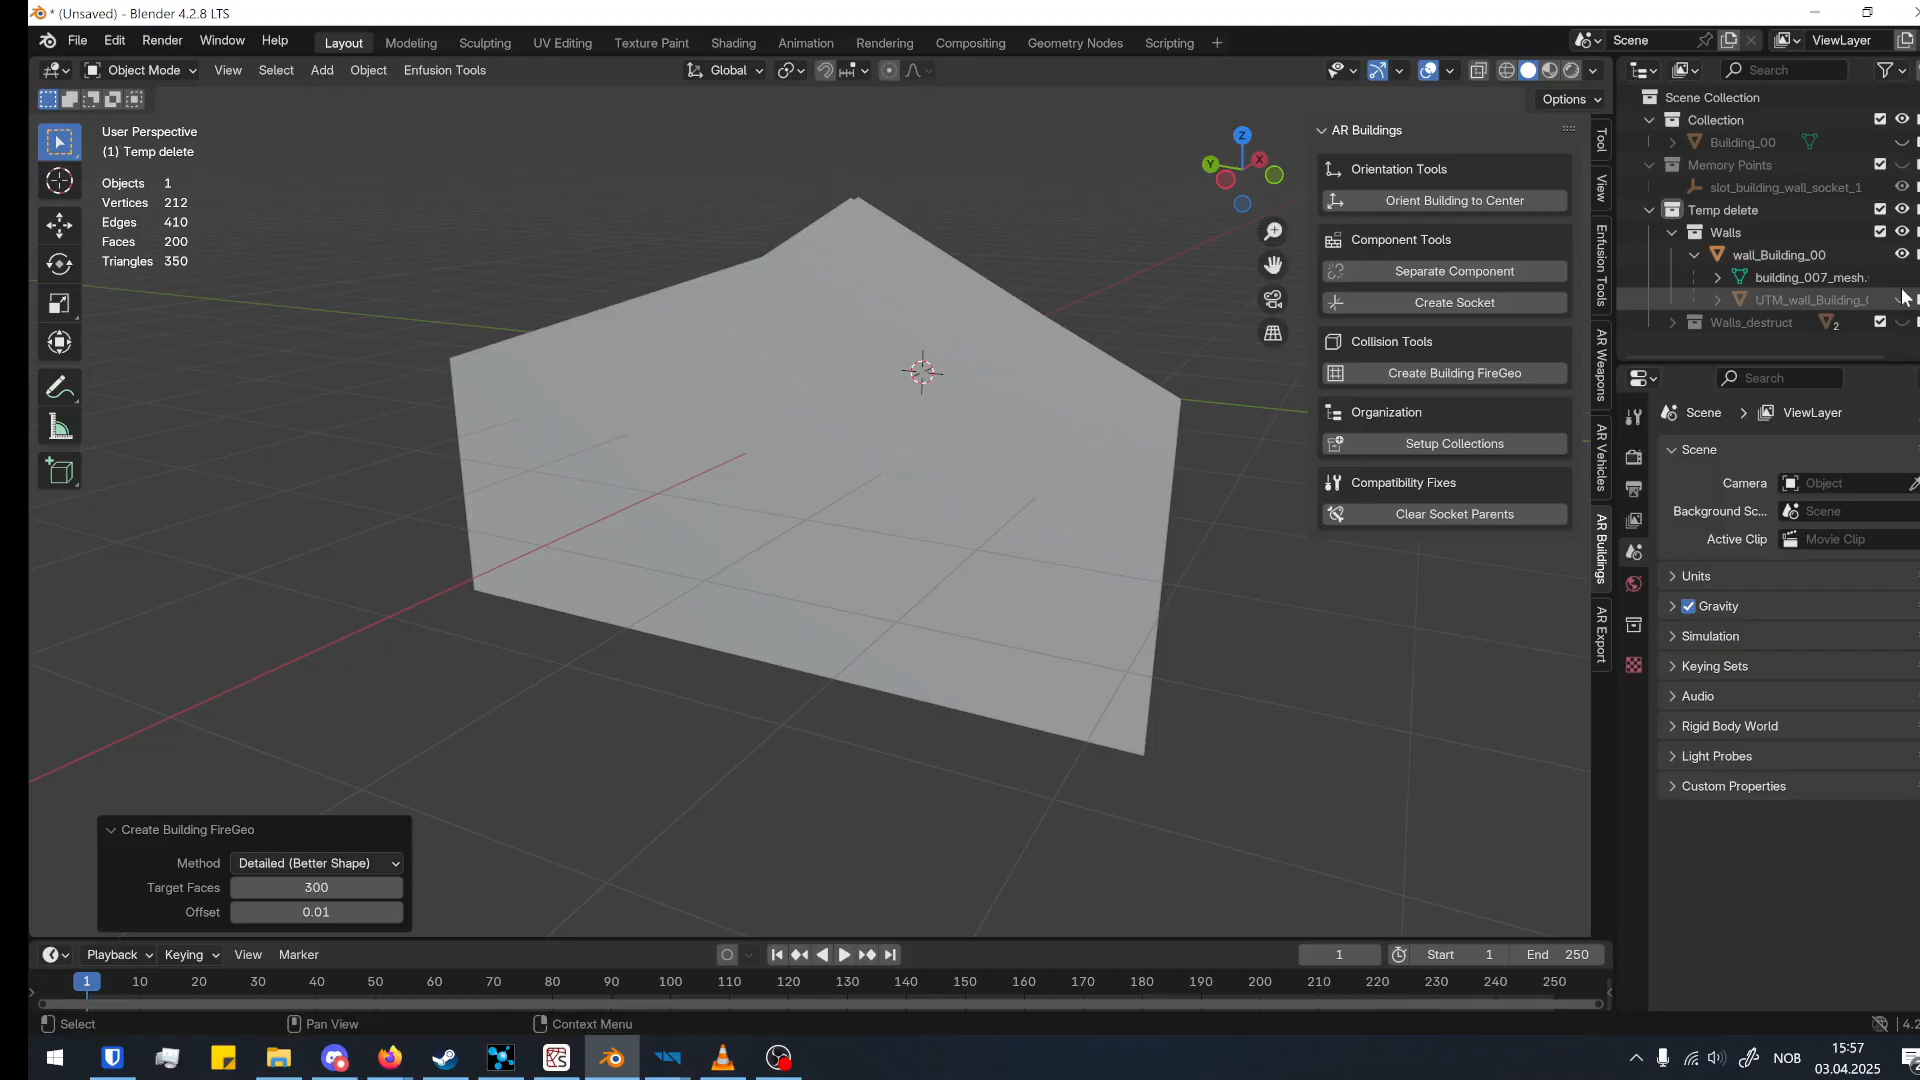 * (Unsaved) - Blender 4.2.8 LTS
File Edit Render Window Help
Layout Modeling Sculpting UV Editing Texture Paint Shading Animation Rendering Compositing Geometry Nodes Scripting +
Scene
ViewLayer
Object Mode View Select Add Object Enfusion Tools
Global
Search
Options
User Perspective
(1) Temp delete
Objects 1
Vertices 212
Edges 410
Faces 200
Triangles 350
Z
Y
X
AR Buildings
Orientation Tools
Orient Building to Center
Component Tools
Separate Component
Create Socket
Collision Tools
Create Building FireGeo
Organization
Setup Collections
Compatibility Fixes
Clear Socket Parents
Tool
View
Enfusion Tools
AR Weapons
AR Vehicles
AR Buildings
AR Export
Scene Collection
Collection
Building_00
Memory Points
slot_building_wall_socket_1
Temp delete
Walls
wall_Building_00
building_007_mesh.
UTM_wall_Building_
Walls_destruct 2
Search
Scene ViewLayer
Scene
Camera Object
Background Sc... Scene
Active Clip Movie Clip
Units
Gravity
Simulation
Keying Sets
Audio
Rigid Body World
Light Probes
Custom Properties
Create Building FireGeo
Method Detailed (Better Shape)
Target Faces 300
Offset 0.01
Playback Keying View Marker
1 Start 1 End 250
1 10 20 30 40 50 60 70 80 90 100 110 120 130 140 150 160 170 180 190 200 210 220 230 240 250
Select Pan View Context Menu
4.2
NOB
15:57
03.04.2025